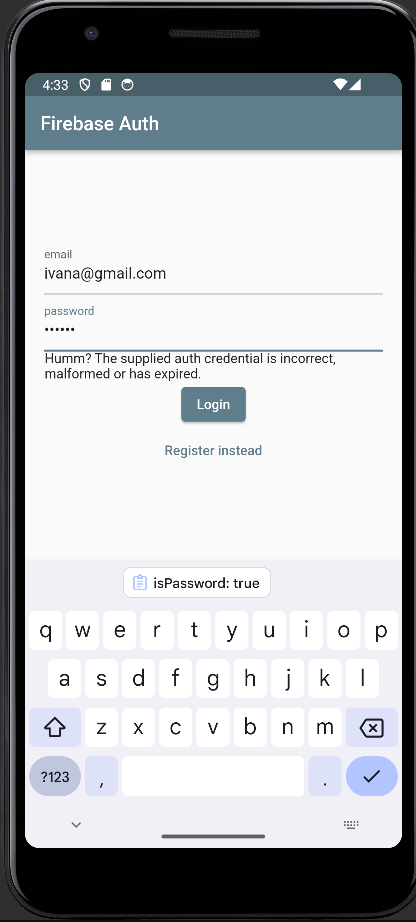 4:33
Firebase Auth
email
ivana@gmail.com
password
••••••
Humm? The supplied auth credential is incorrect,
malformed or has expired.
Login
Register instead
isPassword: true
q w e r t y u i o p
a s d f g h j k l
z x c v b n m
?123 , .